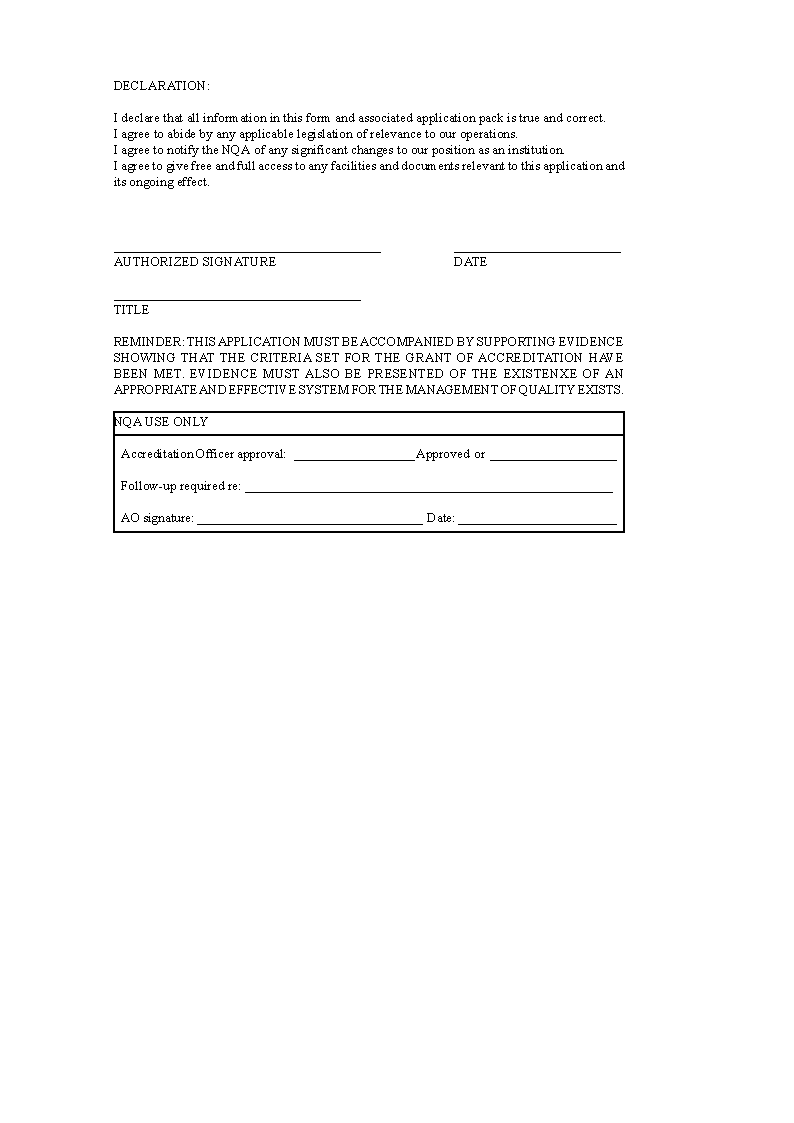 DECLARATION:
I declare that all information in this form and associated application pack is true and correct.
I agree to abide by any applicable legislation of relevance to our operations.
I agree to notify the NQA of any significant changes to our position as an institution.
I agree to give free and full access to any facilities and documents relevant to this application and
its ongoing effect.
AUTHORIZED SIGNATURE DATE
TITLE
REMINDER: THIS APPLICATION MUST BE ACCOMPANIED BY SUPPORTING EVIDENCE
SHOWING THAT THE CRITERIA SET FOR THE GRANT OF ACCREDITATION HAVE
BEEN MET. EVIDENCE MUST ALSO BE PRESENTED OF THE EXISTENXE OF AN
APPROPRIATE AND EFFECTIVE SYSTEM FOR THE MANAGEMENT OF QUALITY EXISTS.
NQA USE ONLY
Accreditation Officer approval: ____________________Approved or ____________________
Follow-up required re: ____________________
AO signature: ____________________ Date: ____________________